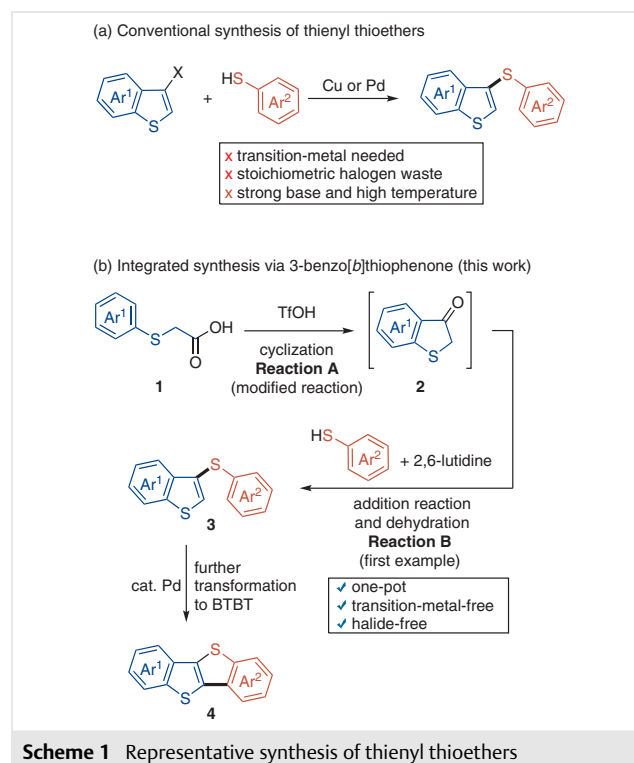 (a) Conventional synthesis of thienyl thioethers
X
HS
S
Ar1
+
Ar2
Cu or Pd
Ar1
Ar2
S
S
x transition-metal needed
x stoichiometric halogen waste
x strong base and high temperature
(b) Integrated synthesis via 3-benzo[b]thiophenone (this work)
Ar1
S
OH
O
TfOH
O
Ar1
S
cyclization
1
Reaction A
2
(modified reaction)
HS
Ar2
+ 2,6-lutidine
S
Ar1
Ar2
S
3
addition reaction
and dehydration
Reaction B
(first example)
cat. Pd
further
transformation
to BTBT
✓ one-pot
✓ transition-metal-free
✓ halide-free
S
Ar1
Ar2
S
4
Scheme 1 Representative synthesis of thienyl thioethers